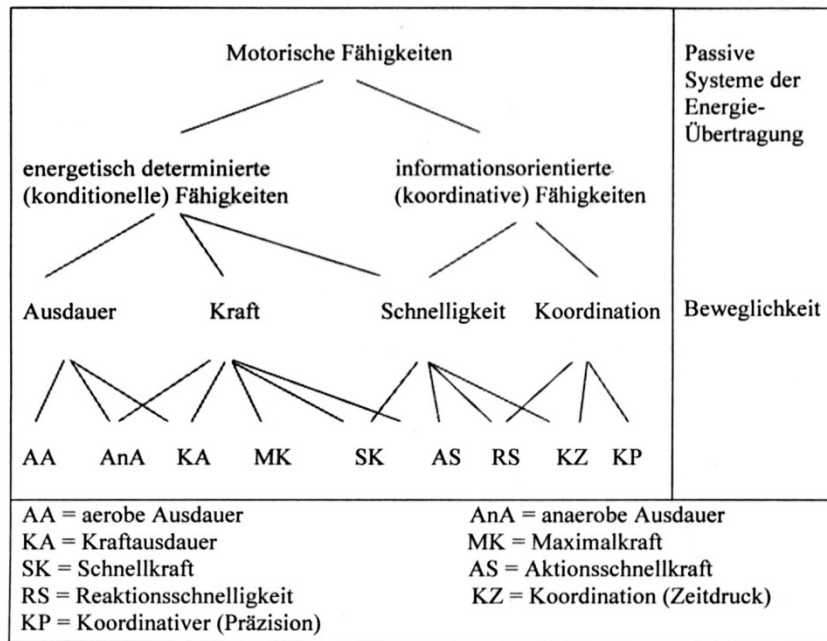 Motorische Fähigkeiten
Passive
Systeme der
Energie-
Übertragung
energetisch determinierte
(konditionelle) Fähigkeiten
informationsorientierte
(koordinative) Fähigkeiten
Ausdauer Kraft Schnelligkeit Koordination Beweglichkeit
AA AnA KA MK SK AS RS KZ KP
AA = aerobe Ausdauer AnA = anaerobe Ausdauer
KA = Kraftausdauer MK = Maximalkraft
SK = Schnellkraft AS = Aktionsschnellkraft
RS = Reaktionsschnelligkeit KZ = Koordination (Zeitdruck)
KP = Koordinativer (Präzision)